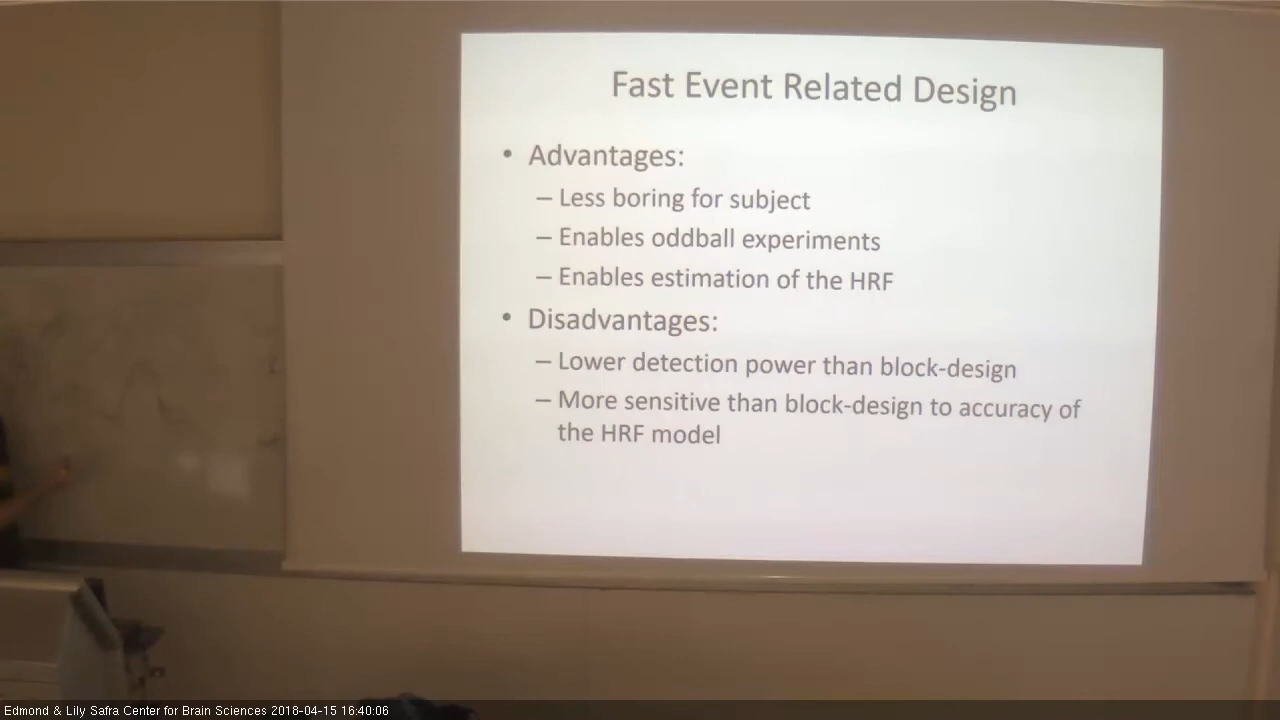 Fast Event Related Design
• Advantages:
– Less boring for subject
– Enables oddball experiments
– Enables estimation of the HRF
• Disadvantages:
– Lower detection power than block-design
– More sensitive than block-design to accuracy of
the HRF model
Edmond & Lily Safra Center for Brain Sciences 2018-04-15 16:40:06